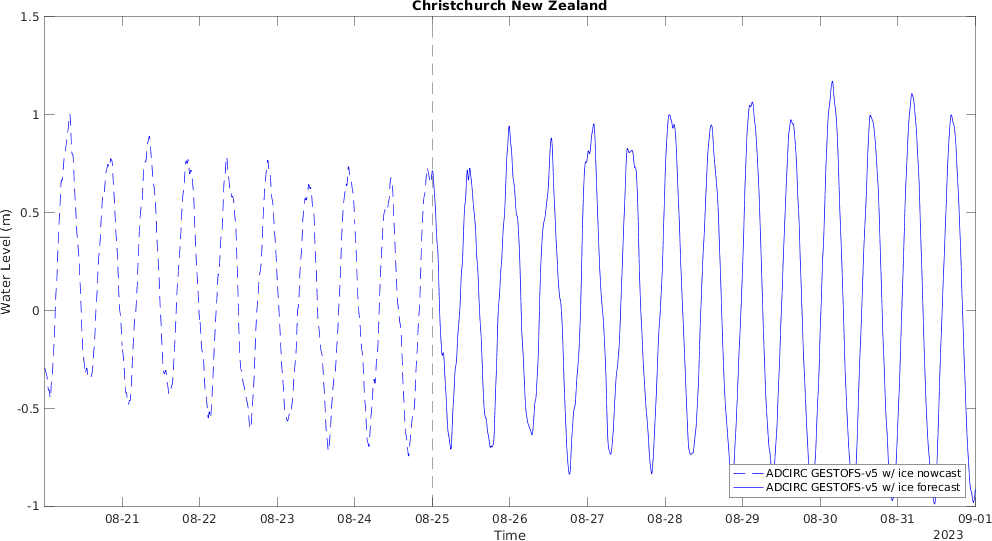 Christchurch New Zealand
1.5
1
0.5
0
-0.5
-1
Water Level (m)
ADCIRC GESTOFS-v5 w/ ice nowcast
ADCIRC GESTOFS-v5 w/ ice forecast
08-21 08-22 08-23 08-24 08-25 08-26 08-27 08-28 08-29 08-30 08-31 09-01
Time
2023